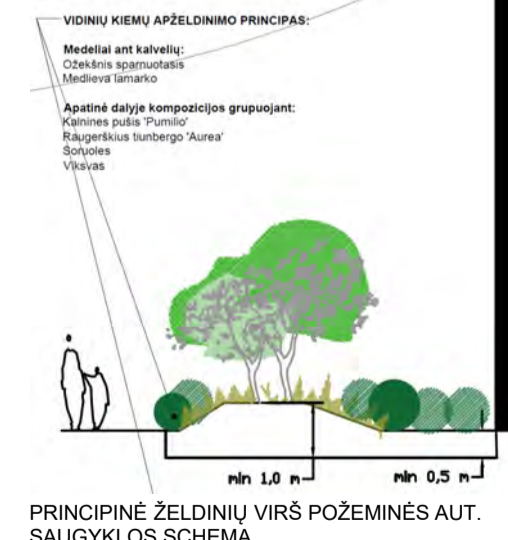 VIDINIŲ KIEMŲ APŽELDINIMO PRINCIPAS:
Medeliai ant kalvelių:
Ožekšnis sparnuotasis
Medlieva lamarko
Apatinė dalyje kompozicijos grupuojant:
Kalnines pušis 'Pumilio'
Raugerškius tiunbergo 'Aurea'
Soruoles
Viksvas
min 1,0 m
min 0,5 m
PRINCIPINĖ ŽELDINIŲ VIRŠ POŽEMINĖS AUT.
SAUGYKLOS SCHEMA